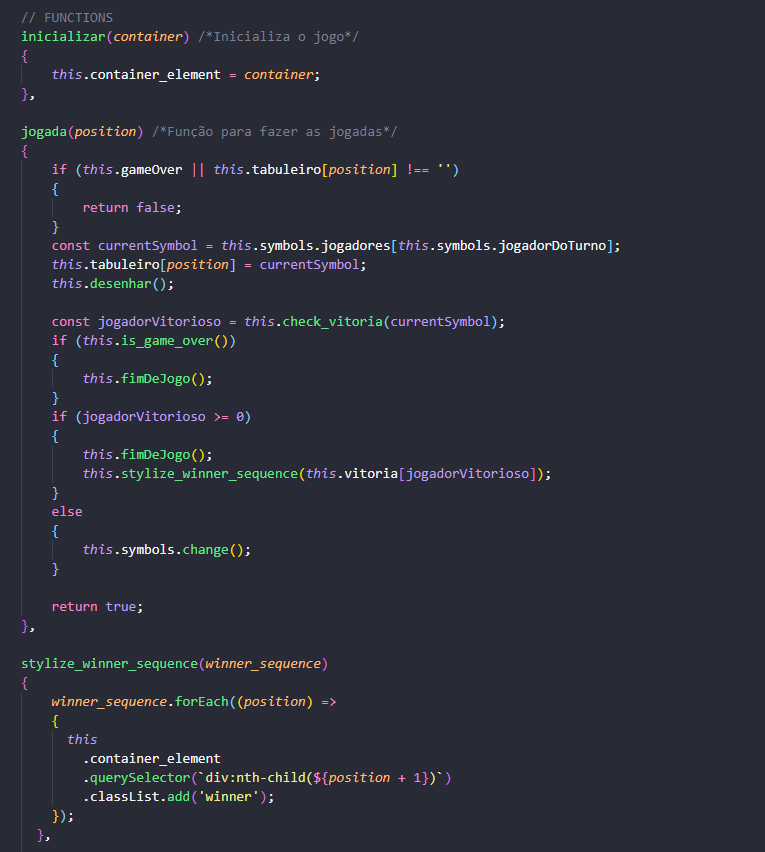 // FUNCTIONS
inicializar(container) /*Inicializa o jogo*/
{
    this.container_element = container;
},

jogada(position) /*Função para fazer as jogadas*/
{
    if (this.gameOver || this.tabuleiro[position] !== '')
    {
        return false;
    }
    const currentSymbol = this.symbols.jogadores[this.symbols.jogadorDoTurno];
    this.tabuleiro[position] = currentSymbol;
    this.desenhar();

    const jogadorVitorioso = this.check_vitoria(currentSymbol);
    if (this.is_game_over())
    {
        this.fimDeJogo();
    }
    if (jogadorVitorioso >= 0)
    {
        this.fimDeJogo();
        this.stylize_winner_sequence(this.vitoria[jogadorVitorioso]);
    }
    else
    {
        this.symbols.change();
    }

    return true;
},

stylize_winner_sequence(winner_sequence)
{
    winner_sequence.forEach((position) =>
    {
      this
        .container_element
        .querySelector(`div:nth-child(${position + 1})`)
        .classList.add('winner');
    });
  },